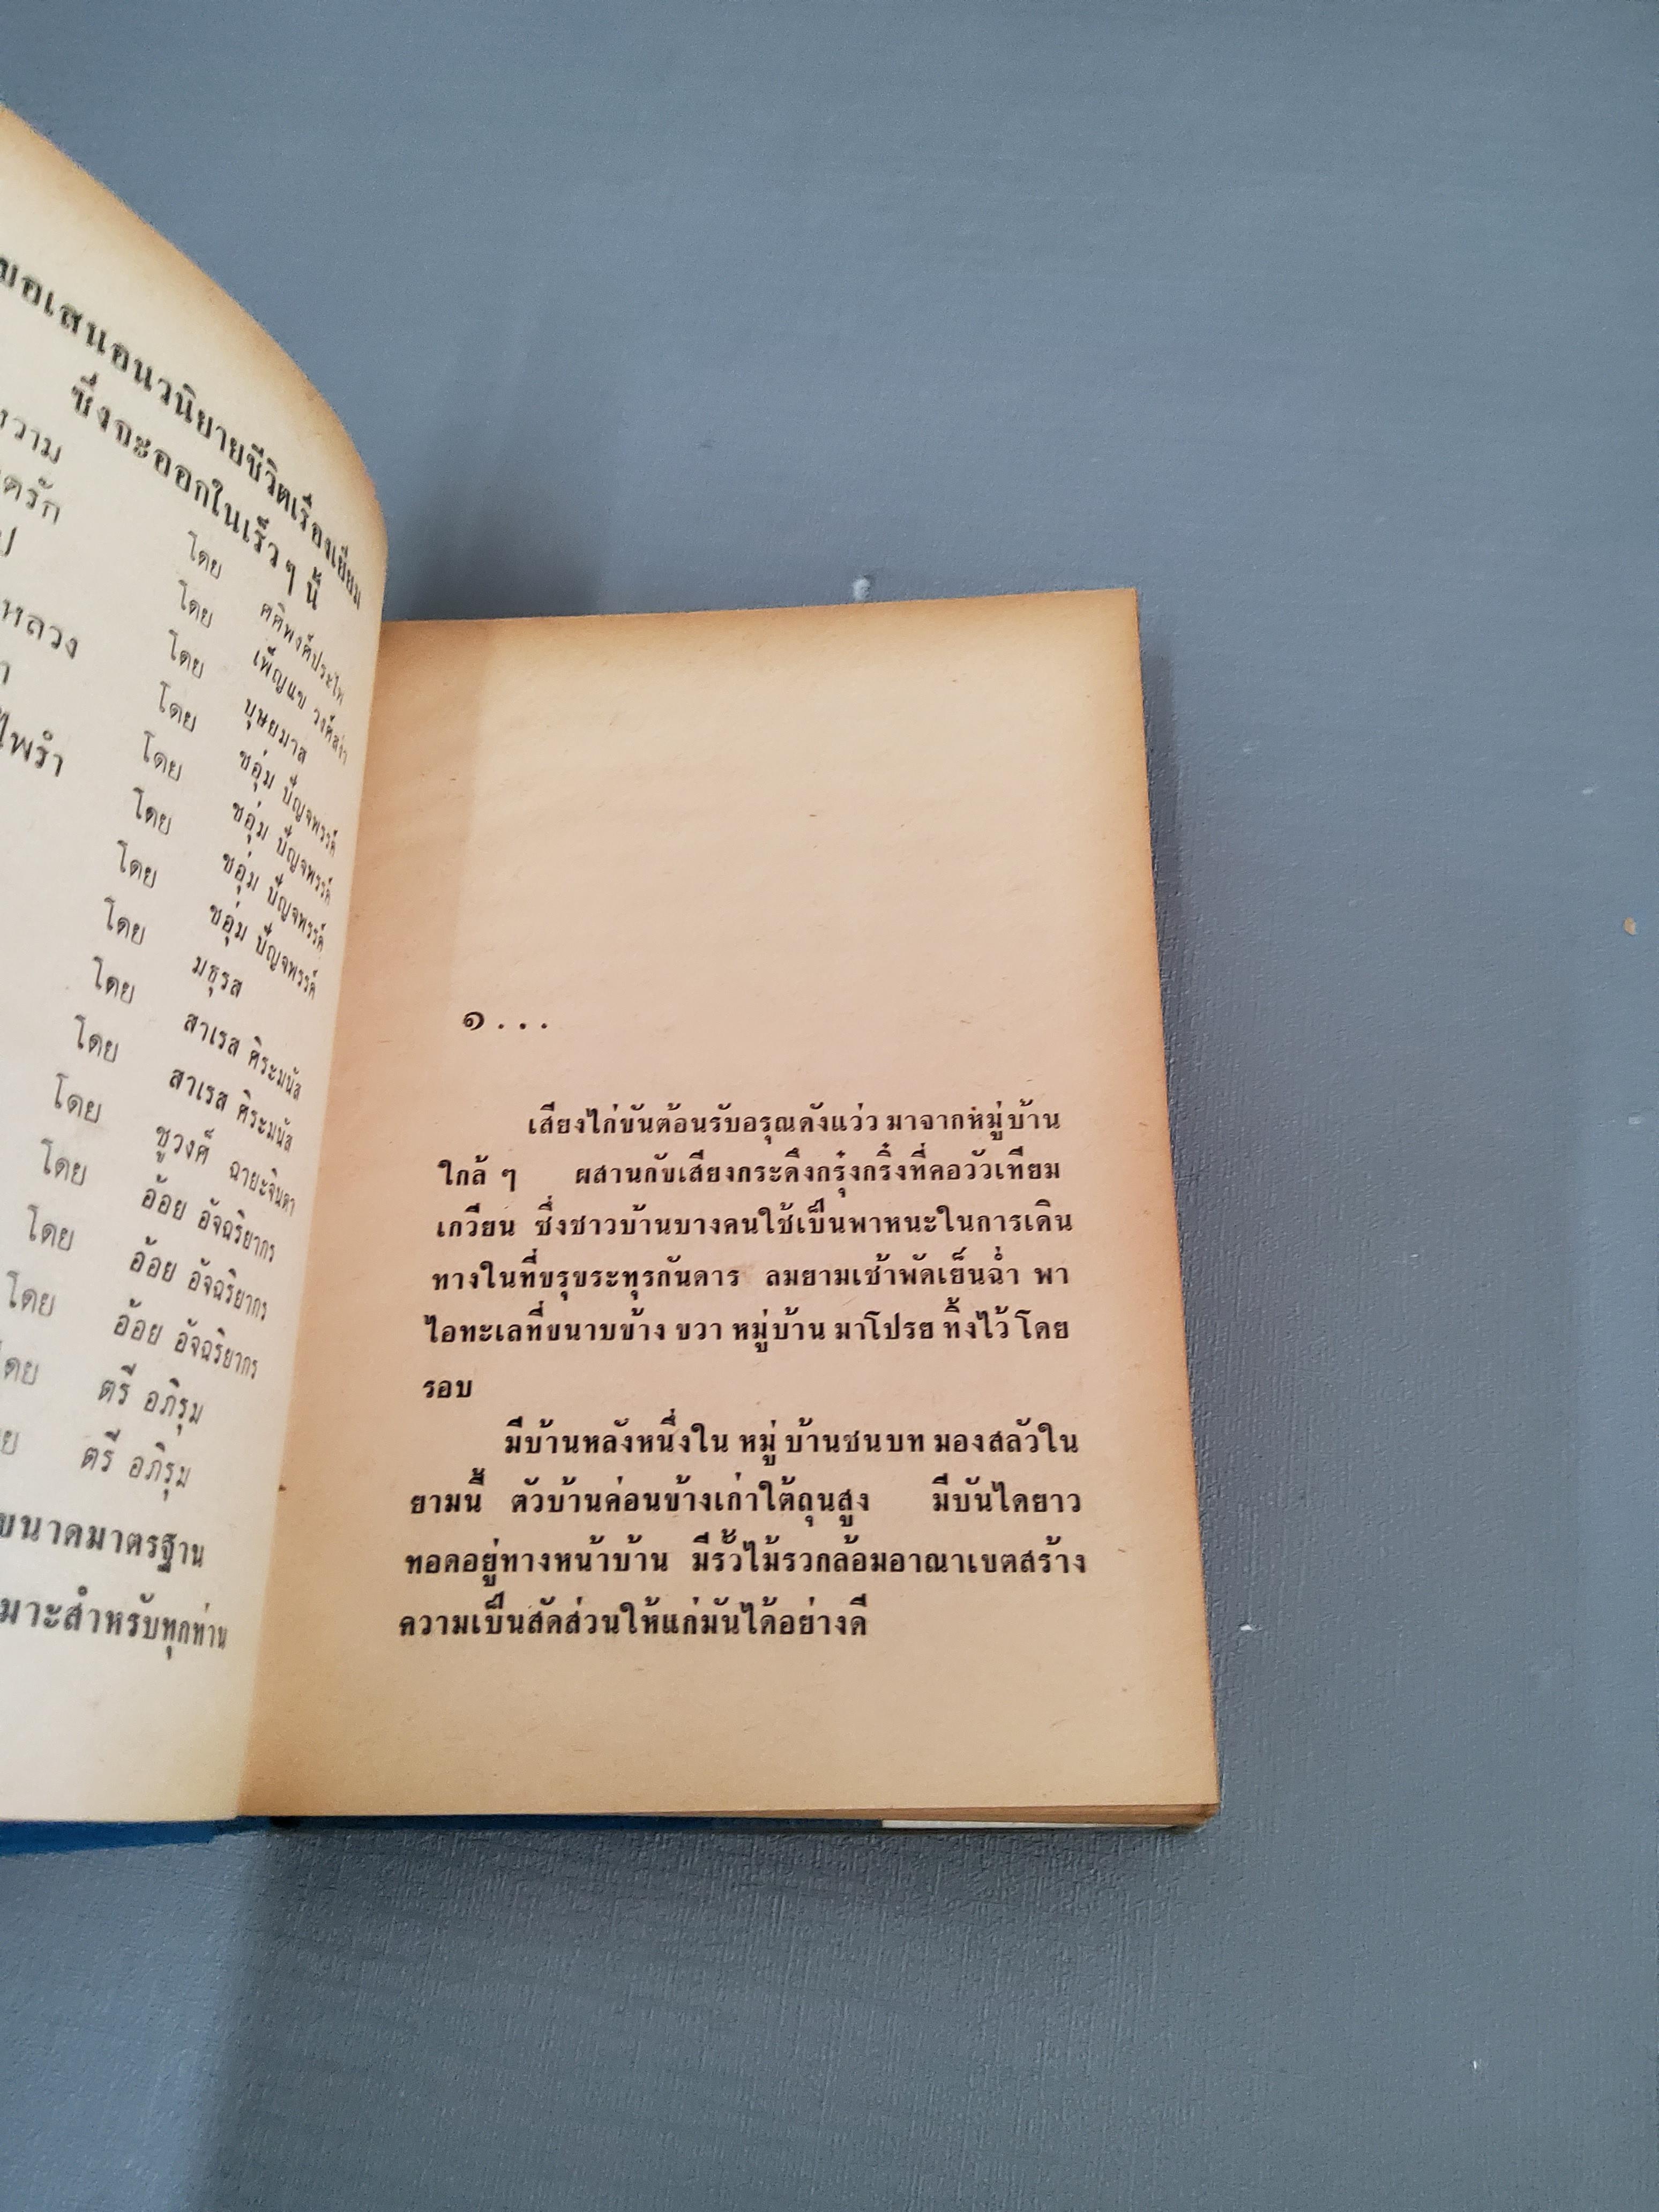 ขอเสนอนวนิยายชีวิตเรื่องเยี่ยม
ซึ่งจะออกในเร็วๆ นี้
โดย ศศิพงศ์ประไพ
โดย เพ็ญแข วงศ์สง่า
โดย บุษยมาส
โดย ชอุ่ม ปัญจพรรค์
โดย ชอุ่ม ปัญจพรรค์
โดย ชอุ่ม ปัญจพรรค์
โดย ชอุ่ม ปัญจพรรค์
โดย มธุรส
โดย สาเรส ศิระมนัส
โดย สาเรส ศิระมนัส
โดย ชูวงศ์ ฉายะจินดา
โดย อ้อย อัจฉริยากร
โดย อ้อย อัจฉริยากร
โดย อ้อย อัจฉริยากร
โดย ตรี อภิรุม
ตรี อภิรุม
ขนาดมาตรฐาน
สำหรับทุกท่าน
๑...
เสียงไก่ขันต้อนรับอรุณดังแว่ว มาจากหมู่บ้าน
ใกล้ ๆ ผสานกับเสียงกระดึงกรุ๋งกริ๋งที่คอวัวเทียม
เกวียน ซึ่งชาวบ้านบางคนใช้เป็นพาหนะในการเดิน
ทางในที่ขรุขระทุรกันดาร ลมยามเช้าพัดเย็นฉ่ำ พา
ไอทะเลที่ขนาบข้าง ขวา หมู่บ้าน มาโปรย ทิ้งไว้ โดย
รอบ
มีบ้านหลังหนึ่งใน หมู่ บ้านชนบท มองสลัวใน
ยามนี้ ตัวบ้านค่อนข้างเก่าใต้ถุนสูง มีบันไดยาว
ทอดอยู่ทางหน้าบ้าน มีรั้วไม้รวกล้อมอาณาเขตสร้าง
ความเป็นสัดส่วนให้แก่มันได้อย่างดี